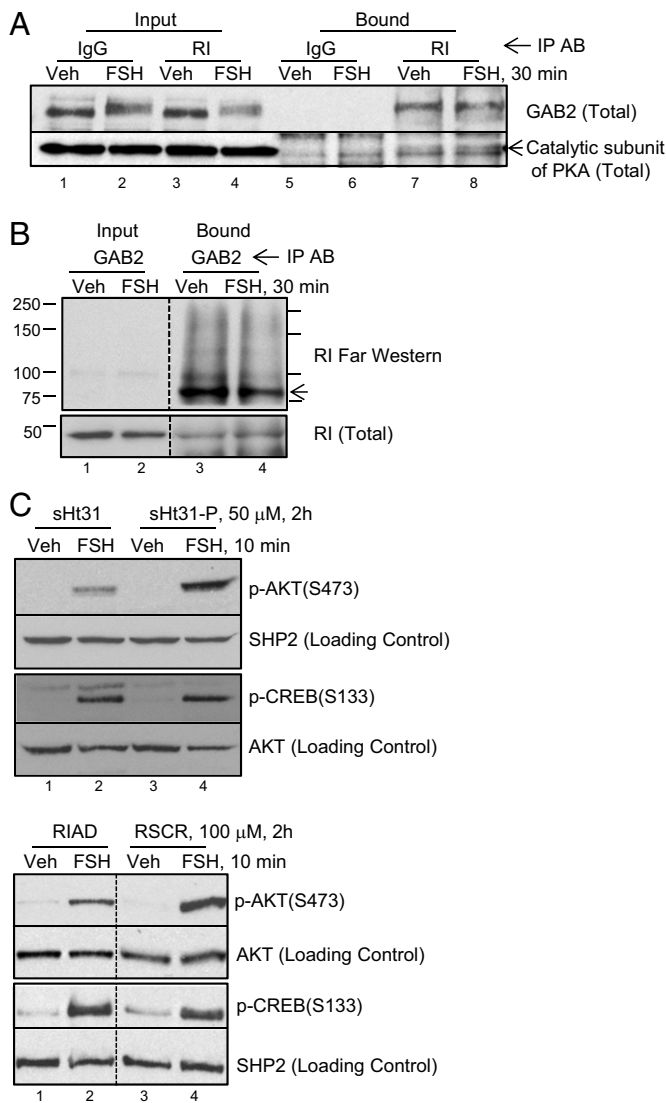 A
Input Bound
IgG RI IgG RI ← IP AB
Veh FSH Veh FSH Veh FSH Veh FSH, 30 min
GAB2 (Total)
Catalytic subunit
of PKA (Total)
1 2 3 4 5 6 7 8
B
Input Bound
GAB2 GAB2 ← IP AB
Veh FSH Veh FSH, 30 min
250
150
100
75
RI Far Western
50
RI (Total)
1 2 3 4
C
sHt31 sHt31-P, 50 μM, 2h
Veh FSH Veh FSH, 10 min
p-AKT(S473)
SHP2 (Loading Control)
p-CREB(S133)
AKT (Loading Control)
1 2 3 4
RIAD RSCR, 100 μM, 2h
Veh FSH Veh FSH, 10 min
p-AKT(S473)
AKT (Loading Control)
p-CREB(S133)
SHP2 (Loading Control)
1 2 3 4